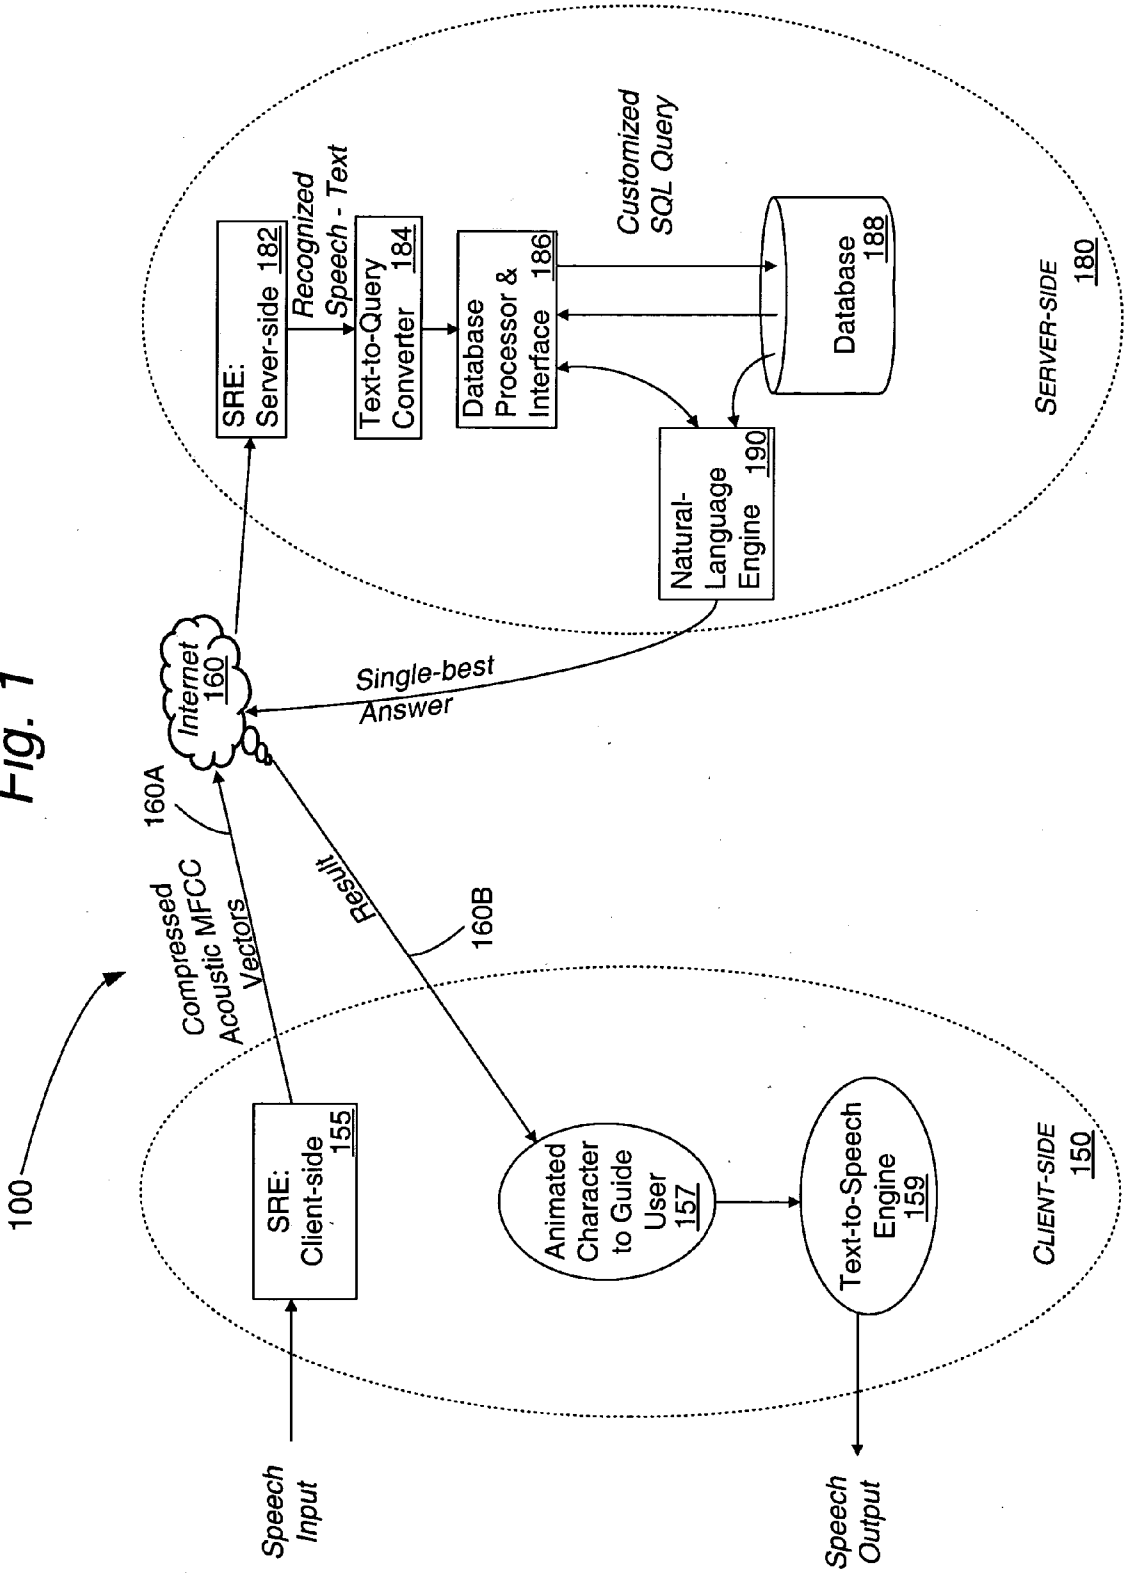 Fig. 1
100
Speech
Input
SRE:
Client-side
155
Compressed
Acoustic MFCC
Vectors
160A
Internet
160
SRE:
Server-side 182
Recognized
Speech - Text
Text-to-Query
Converter 184
Database
Processor &
Interface 186
Customized
SQL Query
Database
188
Natural-
Language
Engine 190
Single-best
Answer
Result
160B
Animated
Character
to Guide
User
157
Text-to-Speech
Engine
159
Speech
Output
CLIENT-SIDE
150
SERVER-SIDE
180